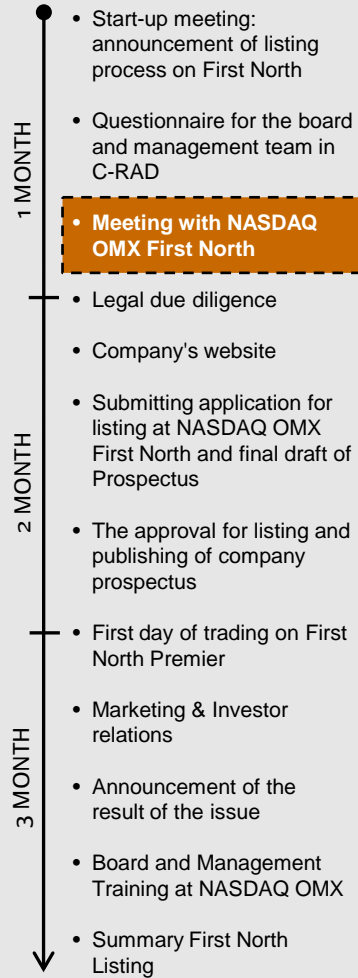 • Start-up meeting:
announcement of listing
process on First North
• Questionnaire for the board
and management team in
C-RAD
1 MONTH
• Meeting with NASDAQ
OMX First North
• Legal due diligence
• Company's website
• Submitting application for
listing at NASDAQ OMX
First North and final draft of
Prospectus
2 MONTH
• The approval for listing and
publishing of company
prospectus
• First day of trading on First
North Premier
• Marketing & Investor
relations
3 MONTH
• Announcement of the
result of the issue
• Board and Management
Training at NASDAQ OMX
• Summary First North
Listing